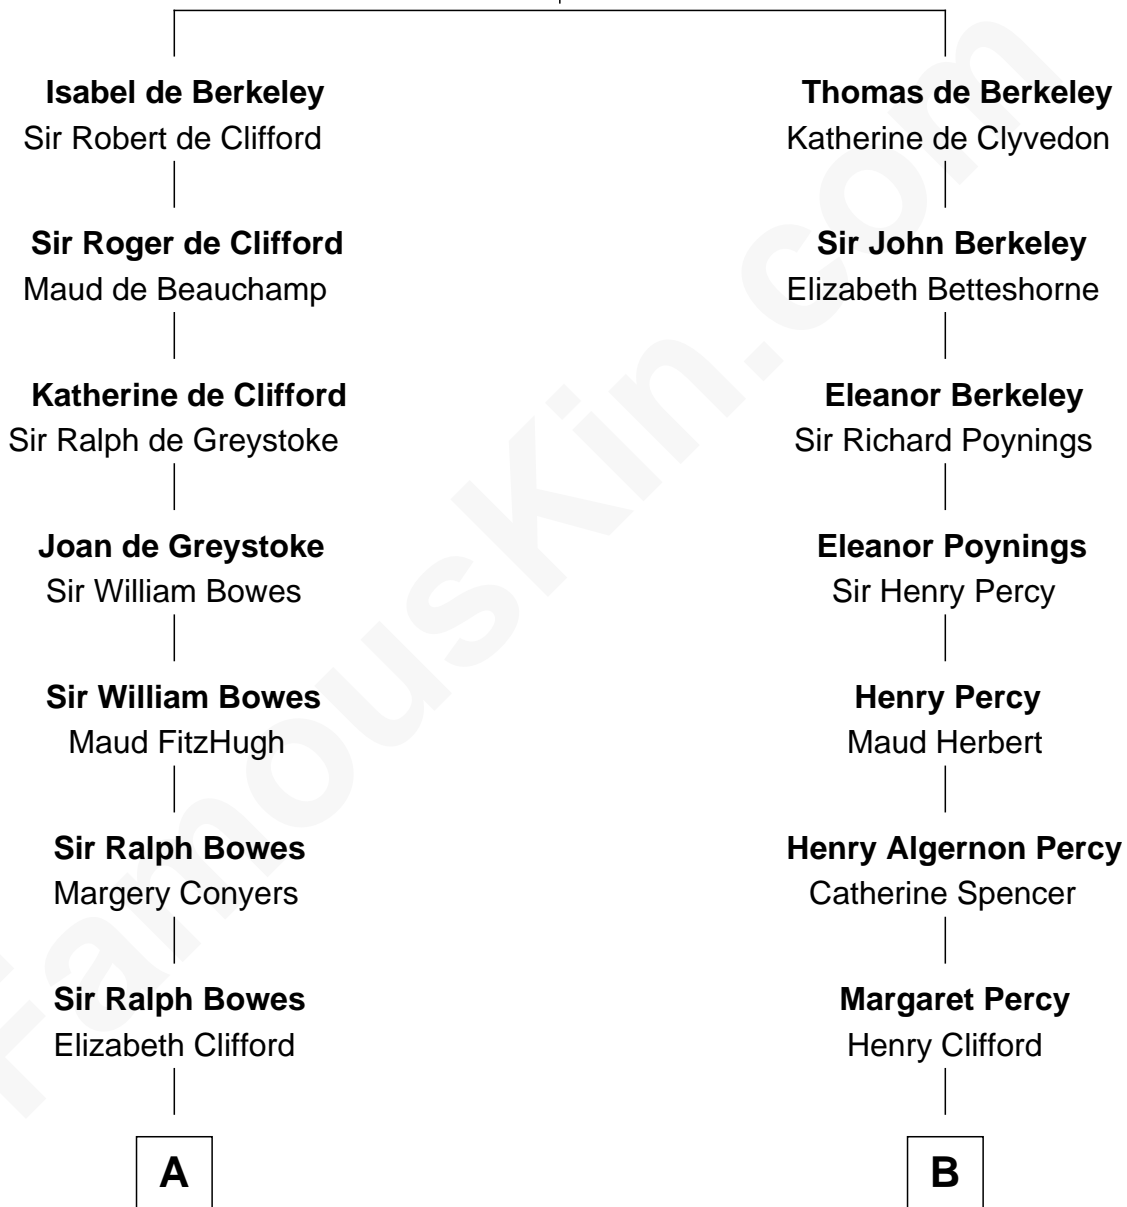 Isabel de Berkeley
Sir Robert de Clifford
Sir Roger de Clifford
Maud de Beauchamp
Katherine de Clifford
Sir Ralph de Greystoke
Joan de Greystoke
Sir William Bowes
Sir William Bowes
Maud FitzHugh
Sir Ralph Bowes
Margery Conyers
Sir Ralph Bowes
Elizabeth Clifford
A
Thomas de Berkeley
Katherine de Clyvedon
Sir John Berkeley
Elizabeth Betteshorne
Eleanor Berkeley
Sir Richard Poynings
Eleanor Poynings
Sir Henry Percy
Henry Percy
Maud Herbert
Henry Algernon Percy
Catherine Spencer
Margaret Percy
Henry Clifford
B
FamousKin.com